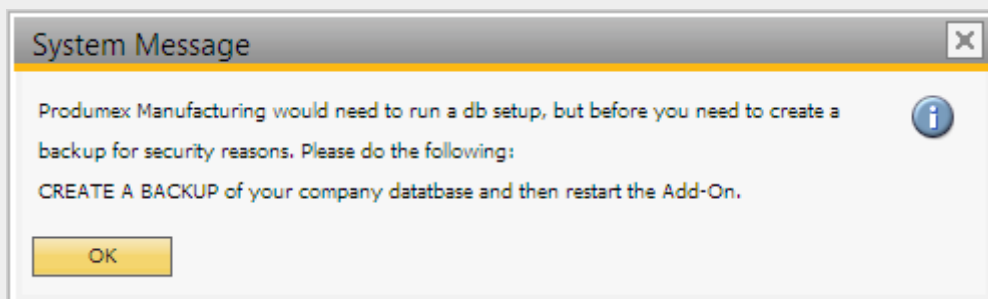 System Message
Produmex Manufacturing would need to run a db setup, but before you need to create a
backup for security reasons. Please do the following:
CREATE A BACKUP of your company datatbase and then restart the Add-On.
OK